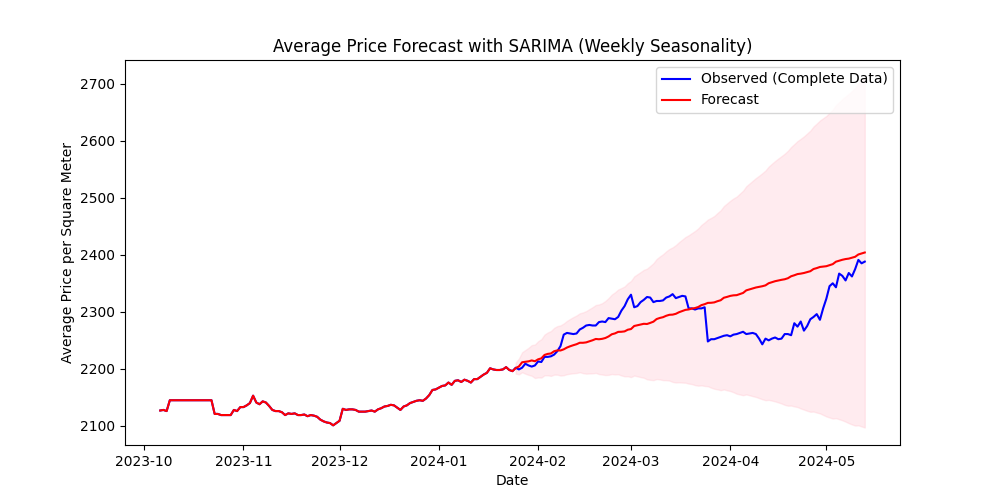 Average Price Forecast with SARIMA (Weekly Seasonality)
Observed (Complete Data)
Forecast
Average Price per Square Meter
2700
2600
2500
2400
2300
2200
2100
2023-10 2023-11 2023-12 2024-01 2024-02 2024-03 2024-04 2024-05
Date